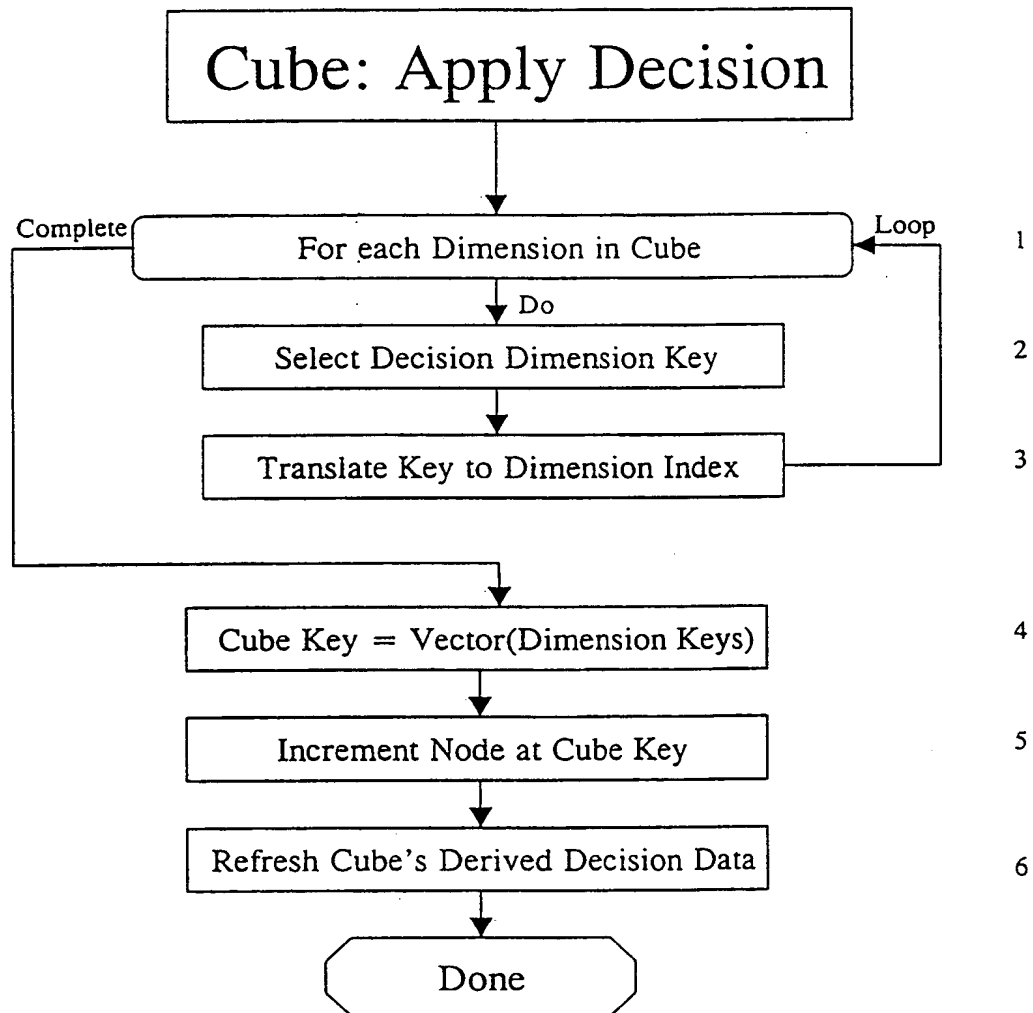 Cube: Apply Decision
Complete
For each Dimension in Cube
Loop
1
Do
Select Decision Dimension Key
2
Translate Key to Dimension Index
3
Cube Key = Vector(Dimension Keys)
4
Increment Node at Cube Key
5
Refresh Cube's Derived Decision Data
6
Done